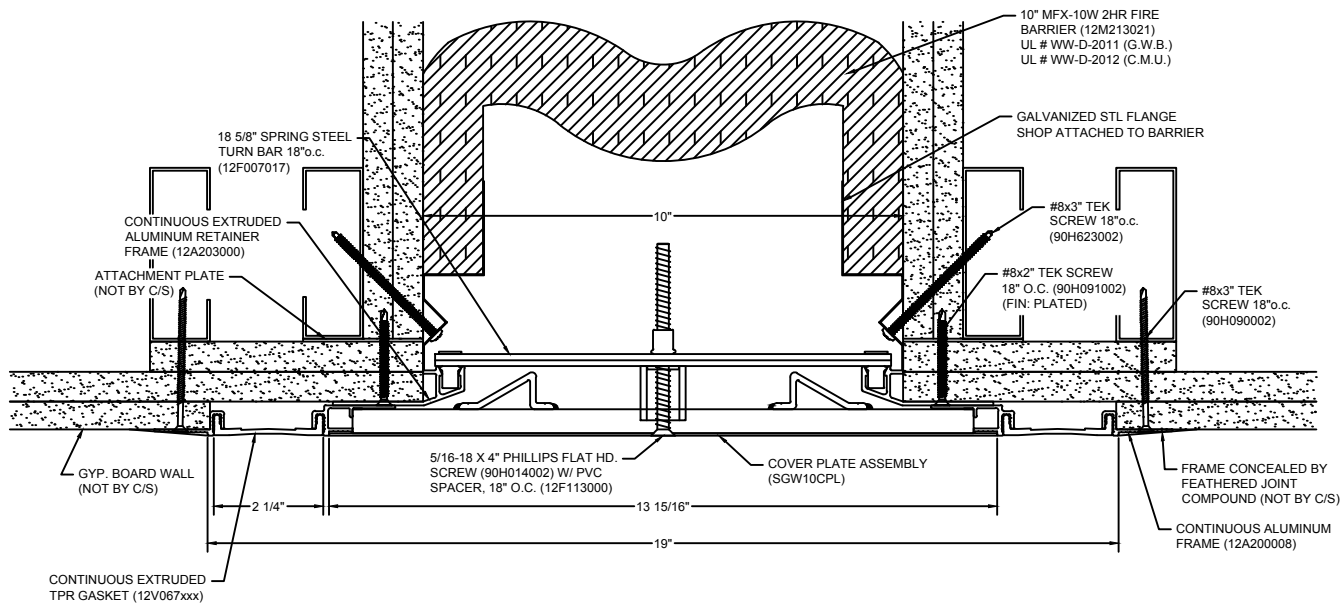 10" MFX-10W 2HR FIRE
BARRIER (12M213021)
UL # WW-D-2011 (G.W.B.)
UL # WW-D-2012 (C.M.U.)
GALVANIZED STL FLANGE
SHOP ATTACHED TO BARRIER
18 5/8" SPRING STEEL
TURN BAR 18"o.c.
(12F007017)
CONTINUOUS EXTRUDED
ALUMINUM RETAINER
FRAME (12A203000)
ATTACHMENT PLATE
(NOT BY C/S)
10"
#8x3" TEK
SCREW 18"o.c.
(90H623002)
#8x2" TEK SCREW
18" O.C. (90H091002)
(FIN: PLATED)
#8x3" TEK
SCREW 18"o.c.
(90H090002)
GYP. BOARD WALL
(NOT BY C/S)
5/16-18 X 4" PHILLIPS FLAT HD.
SCREW (90H014002) W/ PVC
SPACER, 18" O.C. (12F113000)
COVER PLATE ASSEMBLY
(SGW10CPL)
FRAME CONCEALED BY
FEATHERED JOINT
COMPOUND (NOT BY C/S)
2 1/4"
13 15/16"
19"
CONTINUOUS ALUMINUM
FRAME (12A200008)
CONTINUOUS EXTRUDED
TPR GASKET (12V067xxx)